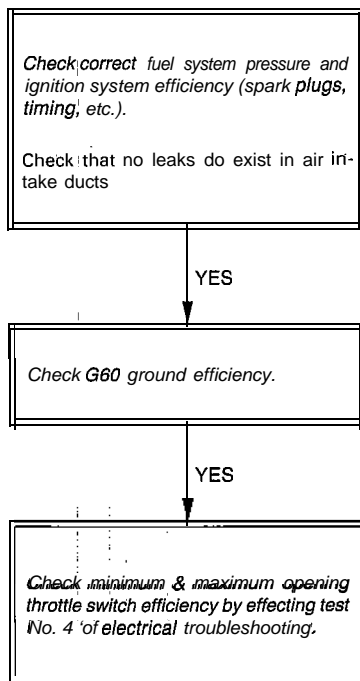 Check correct fuel system pressure and
ignition system efficiency (spark plugs,
timing, etc.).
Check that no leaks do exist in air in-
take ducts
YES
Check G60 ground efficiency.
YES
Check minimum & maximum opening
throttle switch efficiency by effecting test
No. 4 of electrical troubleshooting.